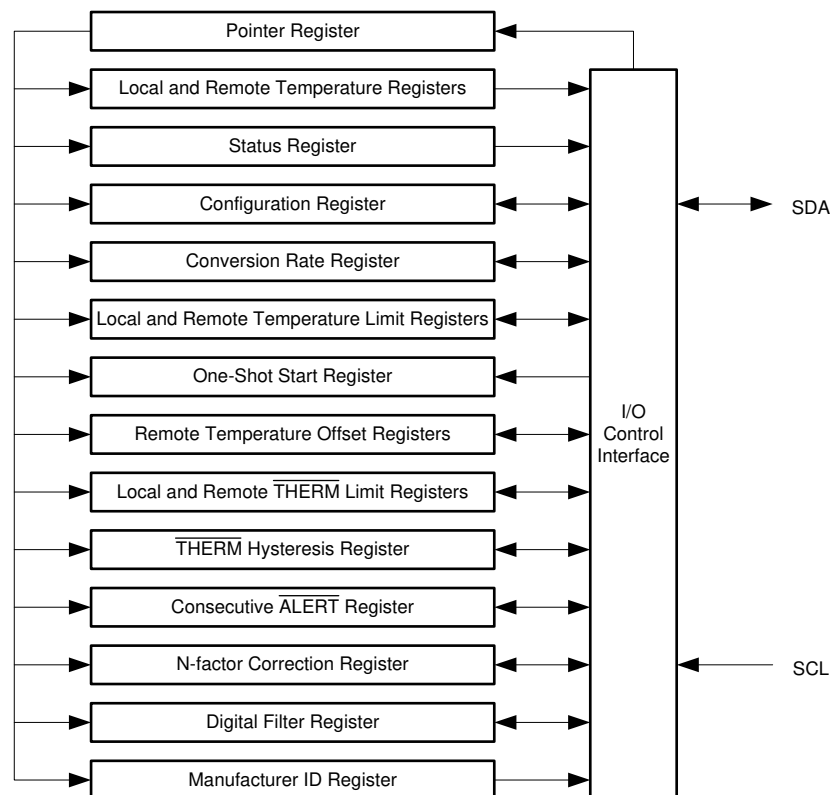 Pointer Register
Local and Remote Temperature Registers
Status Register
Configuration Register
Conversion Rate Register
Local and Remote Temperature Limit Registers
One-Shot Start Register
Remote Temperature Offset Registers
Local and Remote THERM Limit Registers
THERM Hysteresis Register
Consecutive ALERT Register
N-factor Correction Register
Digital Filter Register
Manufacturer ID Register
I/O
Control
Interface
SDA
SCL